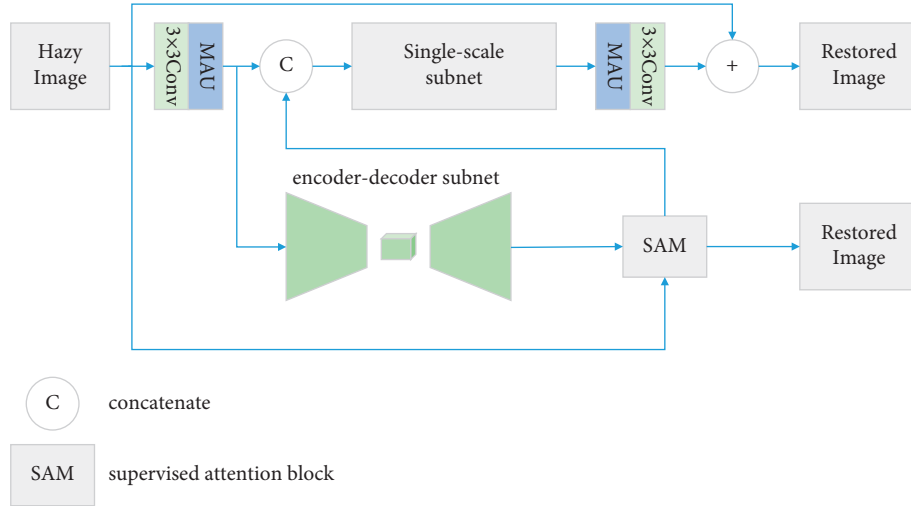 Hazy
Image
3×3Conv
MAU
C
Single-scale
subnet
MAU
3×3Conv
+
Restored
Image
encoder-decoder subnet
SAM
Restored
Image
C
concatenate
SAM
supervised attention block